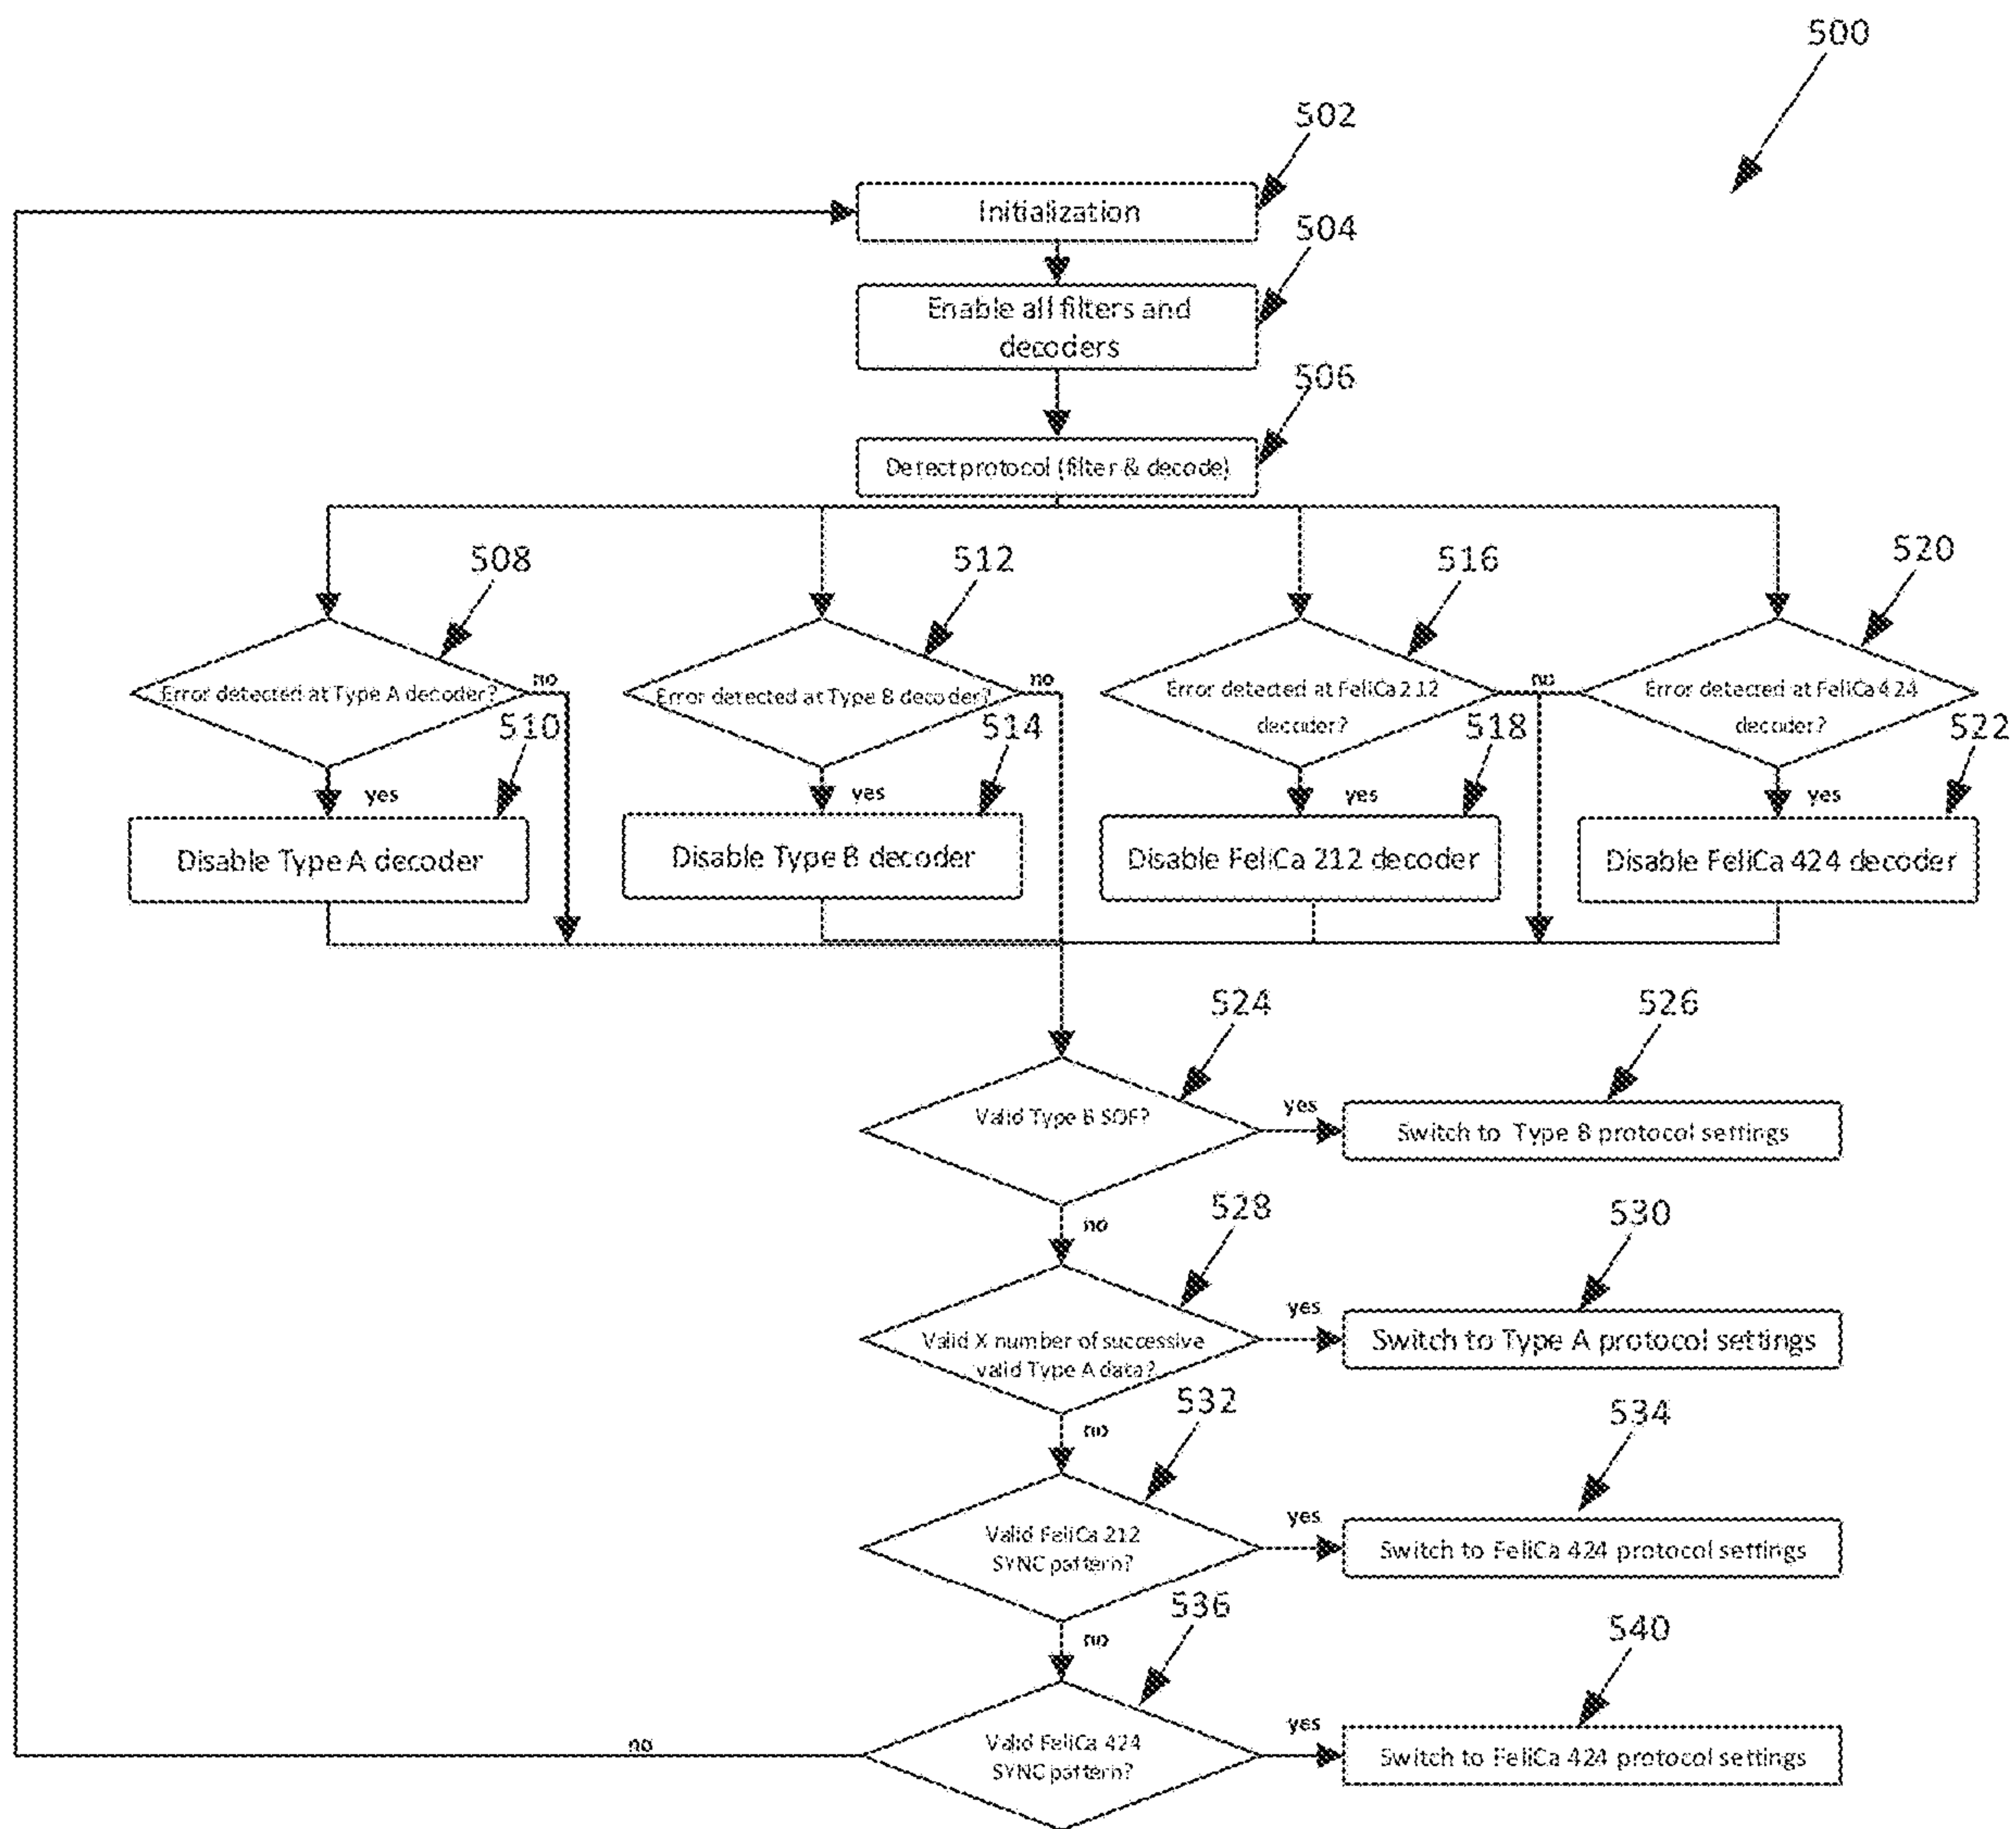 500
502
Initialization
504
Enable all filters and
decoders
506
Detect protocol (filter & decode)
508
512
516
520
Error detected at Type A decoder?
no
Error detected at Type B decoder?
no
Error detected at FeliCa 212
decoder?
no
Error detected at FeliCa 424
decoder?
510
514
518
522
yes
yes
yes
yes
Disable Type A decoder
Disable Type B decoder
Disable FeliCa 212 decoder
Disable FeliCa 424 decoder
524
526
Valid Type B SOF?
yes
Switch to Type B protocol settings
no
528
530
Valid X number of successive
valid Type A data?
yes
Switch to Type A protocol settings
no
532
534
Valid FeliCa 212
SYNC pattern?
yes
Switch to FeliCa 424 protocol settings
no
536
540
Valid FeliCa 424
SYNC pattern?
yes
Switch to FeliCa 424 protocol settings
no